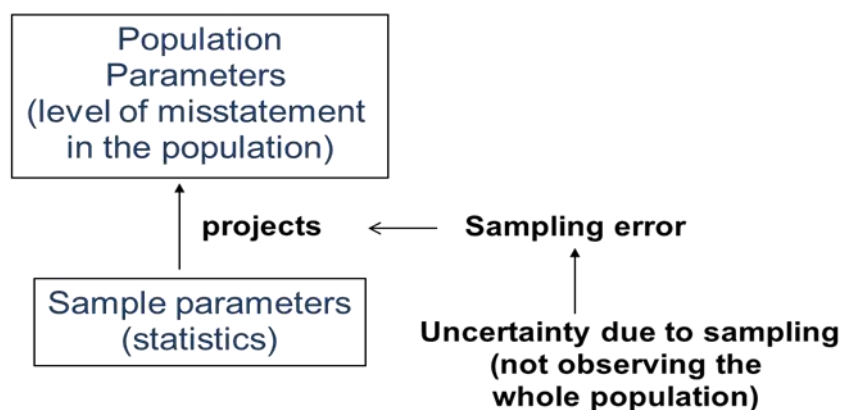 Population
Parameters
(level of misstatement
in the population)
projects
Sampling error
Sample parameters
(statistics)
Uncertainty due to sampling
(not observing the
whole population)